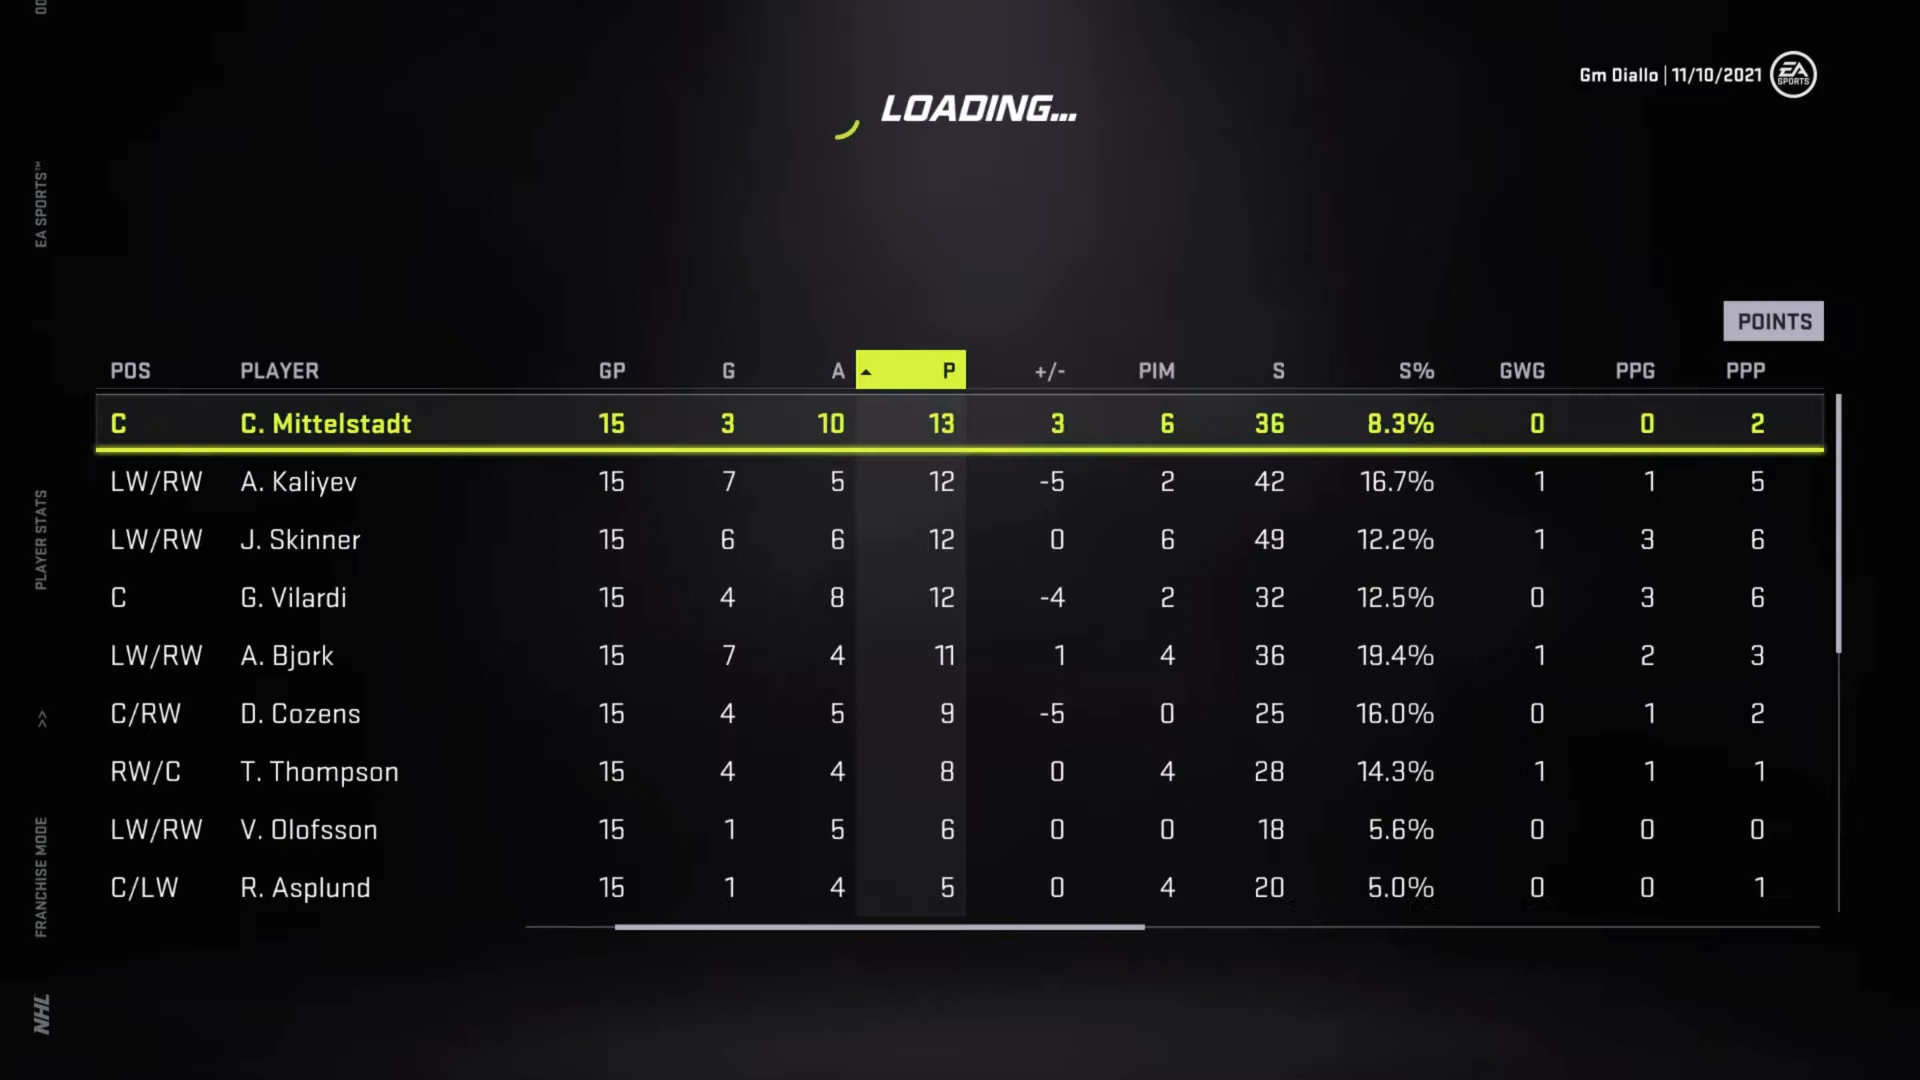 Gm Diallo | 11/10/2021
EA SPORTS
LOADING...
POINTS
POS PLAYER GP G A P +/- PIM S S% GWG PPG PPP
C C. Mittelstadt 15 3 10 13 3 6 36 8.3% 0 0 2
LW/RW A. Kaliyev 15 7 5 12 -5 2 42 16.7% 1 1 5
LW/RW J. Skinner 15 6 6 12 0 6 49 12.2% 1 3 6
C G. Vilardi 15 4 8 12 -4 2 32 12.5% 0 3 6
LW/RW A. Bjork 15 7 4 11 1 4 36 19.4% 1 2 3
C/RW D. Cozens 15 4 5 9 -5 0 25 16.0% 0 1 2
RW/C T. Thompson 15 4 4 8 0 4 28 14.3% 1 1 1
LW/RW V. Olofsson 15 1 5 6 0 0 18 5.6% 0 0 0
C/LW R. Asplund 15 1 4 5 0 4 20 5.0% 0 0 1
NHL
FRANCHISE MODE
>>
PLAYER STATS
EA SPORTS™